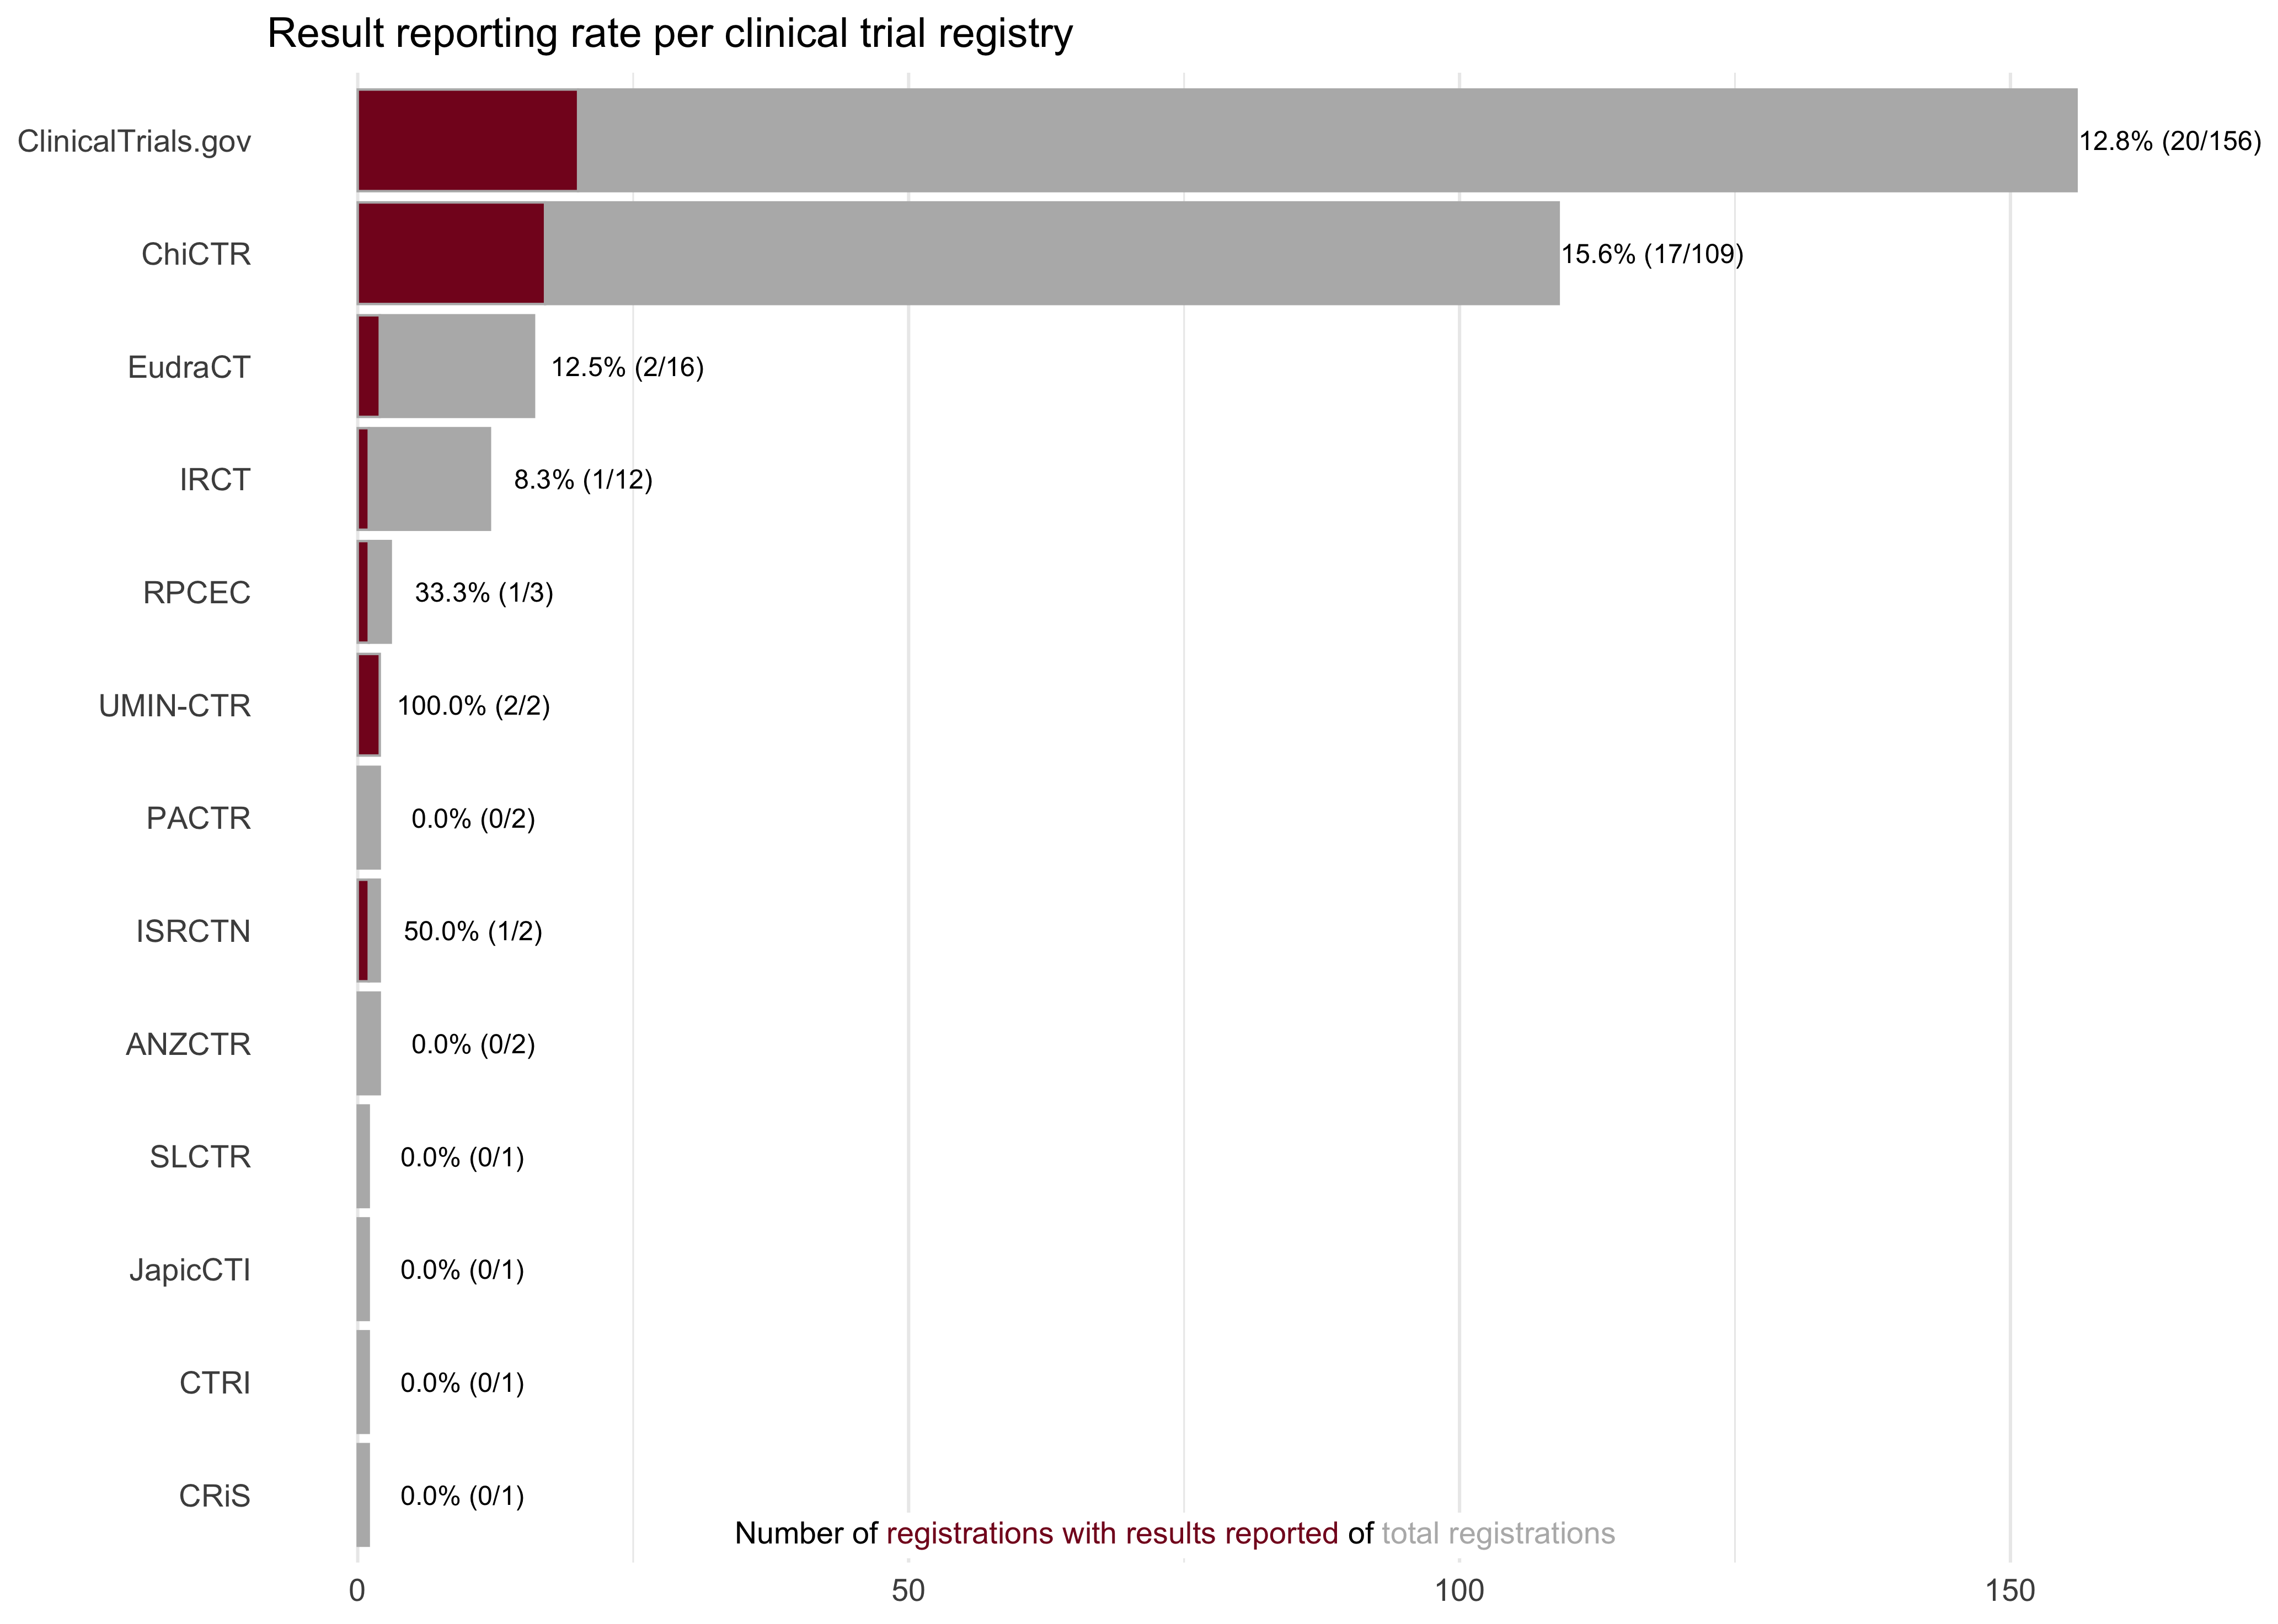 Result reporting rate per clinical trial registry
ClinicalTrials.gov 12.8% (20/156)
ChiCTR 15.6% (17/109)
EudraCT 12.5% (2/16)
IRCT 8.3% (1/12)
RPCEC 33.3% (1/3)
UMIN-CTR 100.0% (2/2)
PACTR 0.0% (0/2)
ISRCTN 50.0% (1/2)
ANZCTR 0.0% (0/2)
SLCTR 0.0% (0/1)
JapicCTI 0.0% (0/1)
CTRI 0.0% (0/1)
CRiS 0.0% (0/1)
Number of registrations with results reported of total registrations
0 50 100 150